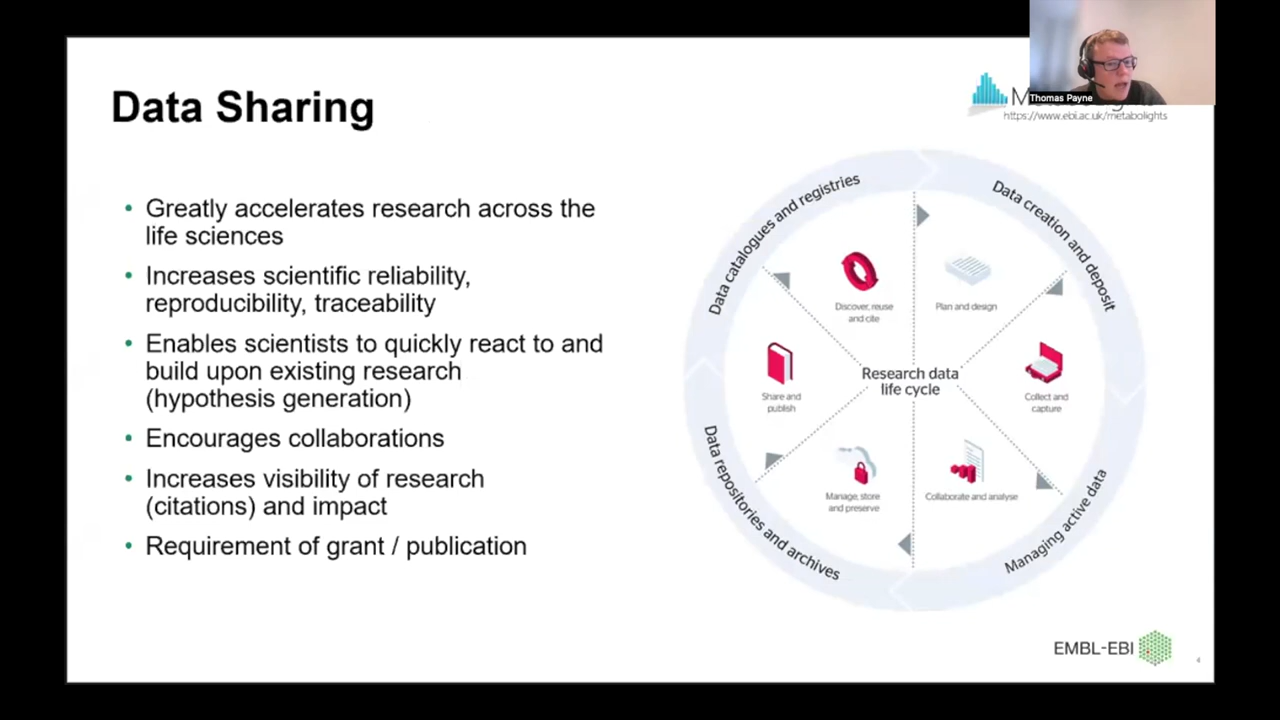 Data Sharing
Thomas Payne
https://www.ebi.ac.uk/metabolights
Greatly accelerates research across the
life sciences
Increases scientific reliability,
reproducibility, traceability
Enables scientists to quickly react to and
build upon existing research
(hypothesis generation)
Encourages collaborations
Increases visibility of research
(citations) and impact
Requirement of grant / publication
Data catalogues and registries
Data creation and deposit
Discover, reuse
and cite
Plan and design
Research data
life cycle
Share and
publish
Collect and
capture
Manage, store
and preserve
Collaborate and analyse
Data repositories and archives
Managing active data
EMBL-EBI
4